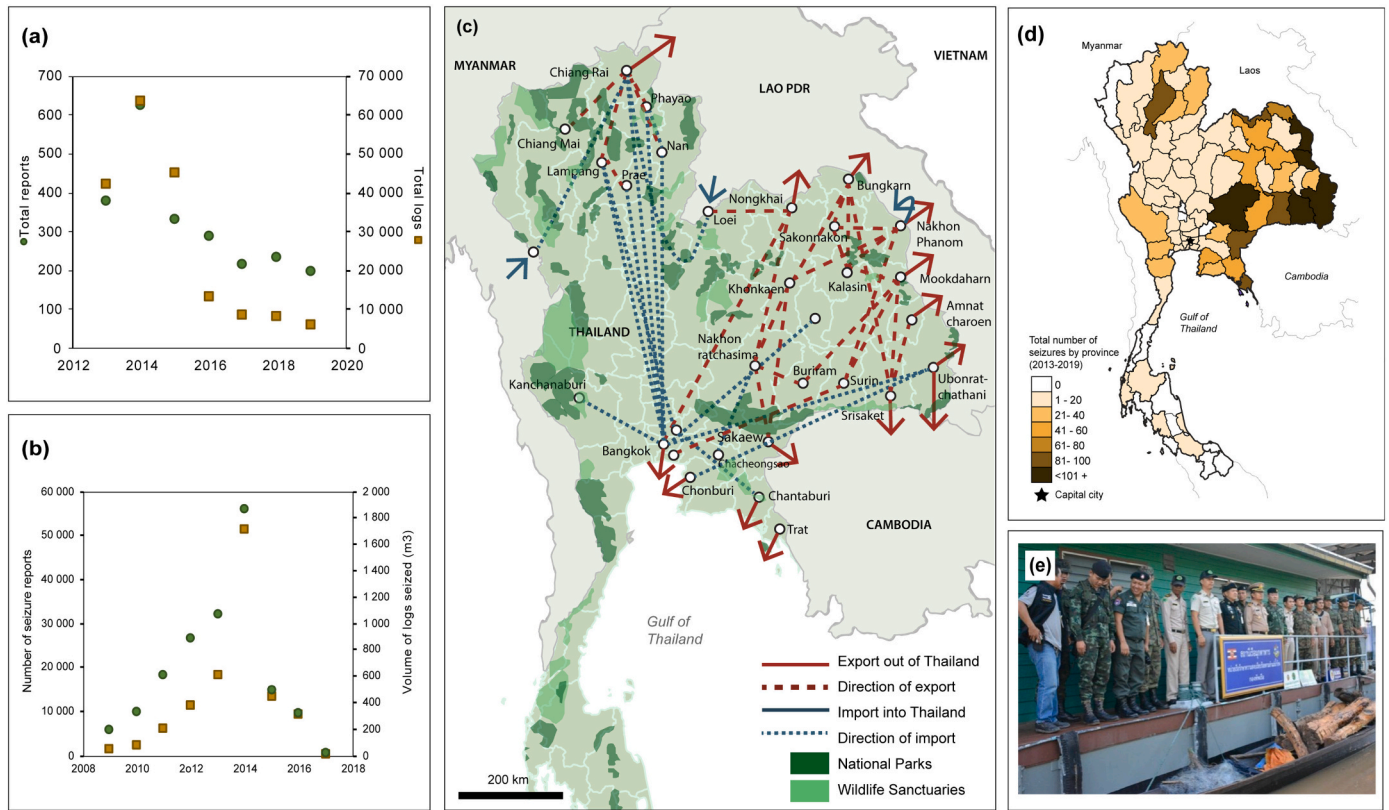 (a)
700
600
500
400
300
200
100
0
Total reports
70 000
60 000
50 000
40 000
30 000
20 000
10 000
0
Total logs
2012
2014
2016
2018
2020
(b)
60 000
50 000
40 000
30 000
20 000
10 000
0
Number of seizure reports
2 000
1 800
1 600
1 400
1 200
1 000
800
600
400
200
0
Volume of logs seized (m3)
2008
2010
2o12
2014
2016
2018
(c)
MYANMAR
VIETNAM
LAO PDR
THAILAND
CAMBODIA
Chiang Rai
Phayao
Chiang Mai
Nan
Lampang
Prae
Loei
Nongkhai
Bungkarn
Sakonnakon
Nakhon
Phanom
Khonkaen
Kalasin
Mookdaharn
Amnat
charoen
Nakhon
ratchasima
Buriram
Surin
Ubonrat-
chathani
Kanchanaburi
Srisaket
Bangkok
Sakaew
Chacheongsao
Chonburi
Chantaburi
Trat
Gulf of
Thailand
Export out of Thailand
Direction of export
Import into Thailand
Direction of import
National Parks
Wildlife Sanctuaries
200 km
(d)
Myanmar
Laos
Cambodia
Gulf of
Thailand
Total number of
seizures by province
(2013-2019)
0
1 - 20
21- 40
41 - 60
61- 80
81- 100
<101 +
Capital city
(e)